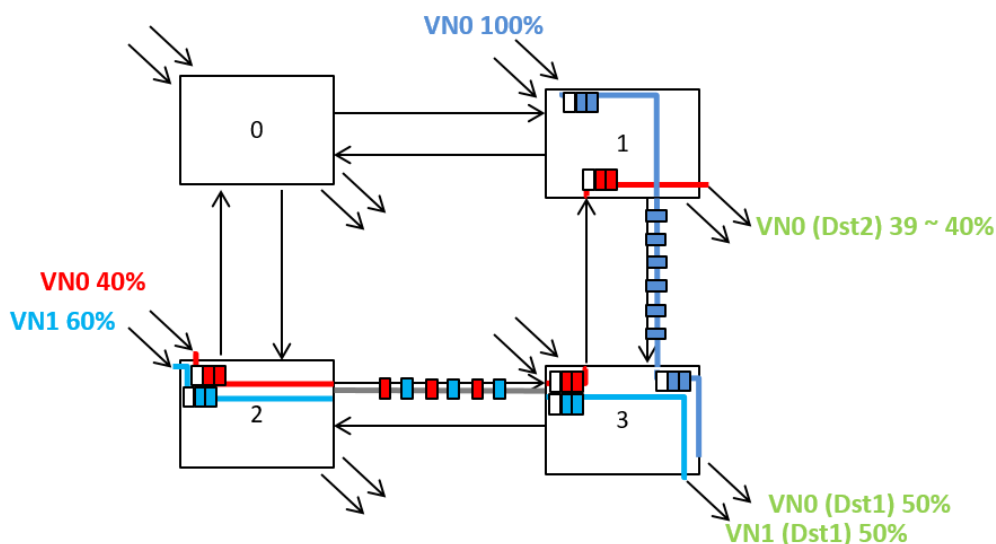 VN0 100%
0
1
VN0 (Dst2) 39 ~ 40%
VN0 40%
VN1 60%
2
3
VN0 (Dst1) 50%
VN1 (Dst1) 50%